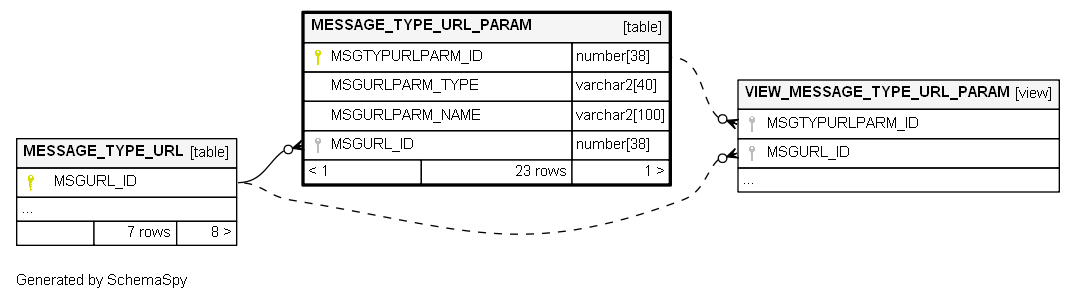 MESSAGE_TYPE_URL_PARAM [table]
MSGTYPURLPARM_ID number[38]
MSGURLPARM_TYPE varchar2[40]
MSGURLPARM_NAME varchar2[100]
MSGURL_ID number[38]
< 1 23 rows 1 >
VIEW_MESSAGE_TYPE_URL_PARAM [view]
MSGTYPURLPARM_ID
MSGURL_ID
...
MESSAGE_TYPE_URL [table]
MSGURL_ID
...
7 rows 8 >
Generated by SchemaSpy